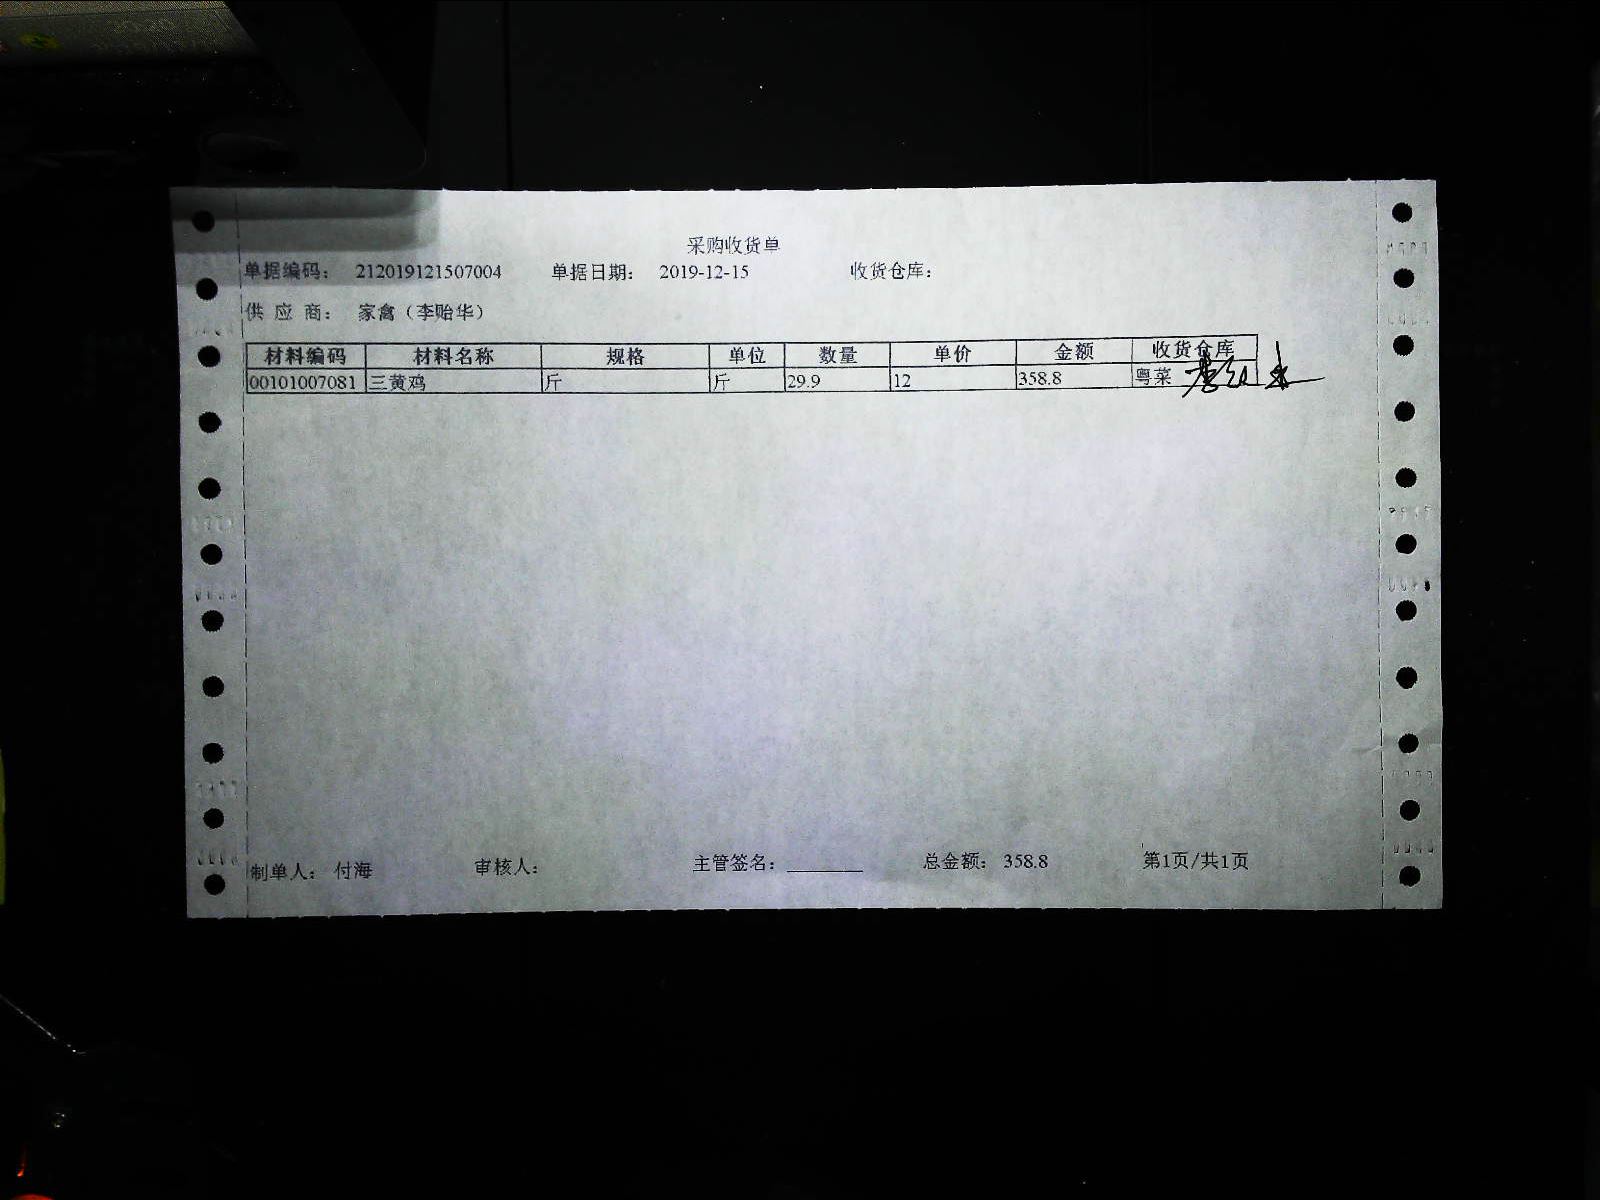 采购收货单
单据编码： 212019121507004 单据日期： 2019-12-15 收货仓库：
供 应 商： 家禽（李贻华）
材料编码 材料名称 规格 单位 数量 单价 金额 收货仓库
00101007081 三黄鸡 斤 斤 29.9 12 358.8 粤菜
制单人： 付海 审核人： 主管签名：________ 总金额： 358.8 第1页/共1页